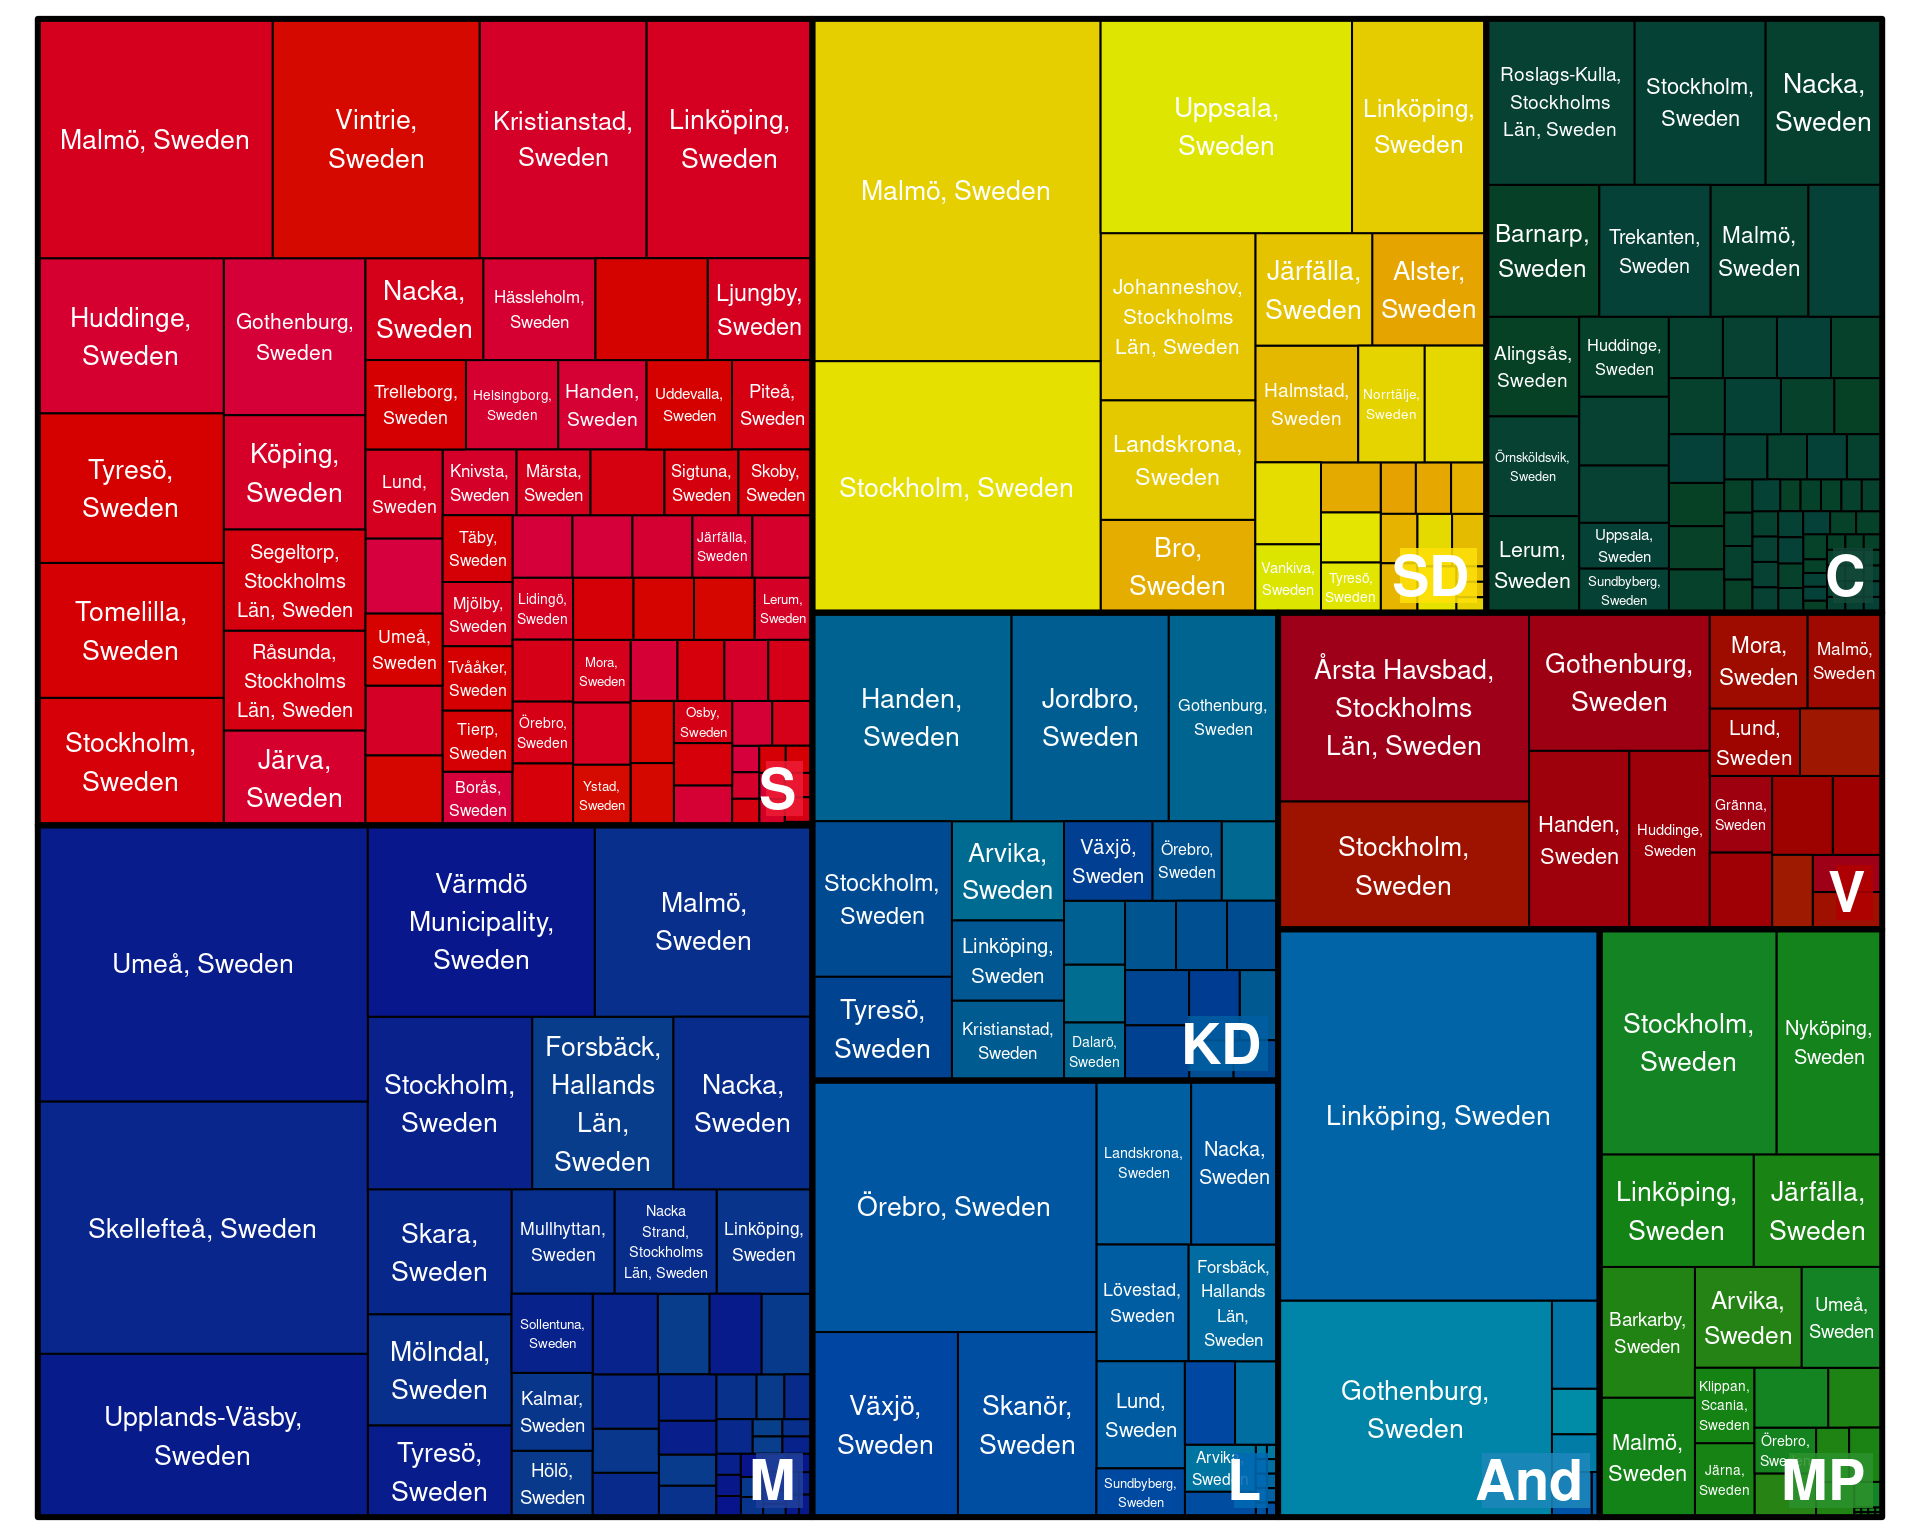 Malmö, Sweden
Vintrie,
Sweden
Kristianstad,
Sweden
Linköping,
Sweden
Huddinge,
Sweden
Gothenburg,
Sweden
Nacka,
Sweden
Hässleholm,
Sweden
Ljungby,
Sweden
Trelleborg,
Sweden
Helsingborg,
Sweden
Handen,
Sweden
Uddevalla,
Sweden
Piteå,
Sweden
Tyresö,
Sweden
Köping,
Sweden
Lund,
Sweden
Knivsta,
Sweden
Märsta,
Sweden
Sigtuna,
Sweden
Skoby,
Sweden
Segeltorp,
Stockholms
Län, Sweden
Täby,
Sweden
Järfälla,
Sweden
Tomelilla,
Sweden
Mjölby,
Sweden
Lidingö,
Sweden
Lerum,
Sweden
Råsunda,
Stockholms
Län, Sweden
Umeå,
Sweden
Tvååker,
Sweden
Mora,
Sweden
Stockholm,
Sweden
Järva,
Sweden
Tierp,
Sweden
Örebro,
Sweden
Osby,
Sweden
Borås,
Sweden
Ystad,
Sweden
S
Malmö, Sweden
Uppsala,
Sweden
Linköping,
Sweden
Johanneshov,
Stockholms
Län, Sweden
Järfälla,
Sweden
Alster,
Sweden
Stockholm, Sweden
Landskrona,
Sweden
Halmstad,
Sweden
Norrtälje,
Sweden
Bro,
Sweden
Vankiva,
Sweden
Tyresö,
Sweden
SD
Roslags-Kulla,
Stockholms
Län, Sweden
Stockholm,
Sweden
Nacka,
Sweden
Barnarp,
Sweden
Trekanten,
Sweden
Malmö,
Sweden
Alingsås,
Sweden
Huddinge,
Sweden
Örnsköldsvik,
Sweden
Lerum,
Sweden
Uppsala,
Sweden
Sundbyberg,
Sweden
C
Umeå, Sweden
Värmdö
Municipality,
Sweden
Malmö,
Sweden
Skellefteå, Sweden
Stockholm,
Sweden
Forsbäck,
Hallands
Län,
Sweden
Nacka,
Sweden
Skara,
Sweden
Mullhyttan,
Sweden
Nacka
Strand,
Stockholms
Län, Sweden
Linköping,
Sweden
Upplands-Väsby,
Sweden
Mölndal,
Sweden
Sollentuna,
Sweden
Kalmar,
Sweden
Tyresö,
Sweden
Hölö,
Sweden
M
Handen,
Sweden
Jordbro,
Sweden
Gothenburg,
Sweden
Stockholm,
Sweden
Arvika,
Sweden
Växjö,
Sweden
Örebro,
Sweden
Linköping,
Sweden
Tyresö,
Sweden
Kristianstad,
Sweden
Dalarö,
Sweden
KD
Örebro, Sweden
Landskrona,
Sweden
Nacka,
Sweden
Lövestad,
Sweden
Forsbäck,
Hallands
Län,
Sweden
Växjö,
Sweden
Skanör,
Sweden
Lund,
Sweden
Arvika,
Sweden
Sundbyberg,
Sweden
L
Årsta Havsbad,
Stockholms
Län, Sweden
Gothenburg,
Sweden
Mora,
Sweden
Malmö,
Sweden
Lund,
Sweden
Stockholm,
Sweden
Handen,
Sweden
Huddinge,
Sweden
Gränna,
Sweden
V
Linköping, Sweden
Gothenburg,
Sweden
And
Stockholm,
Sweden
Nyköping,
Sweden
Linköping,
Sweden
Järfälla,
Sweden
Barkarby,
Sweden
Arvika,
Sweden
Umeå,
Sweden
Klippan,
Scania,
Sweden
Malmö,
Sweden
Örebro,
Sweden
Järna,
Sweden
MP